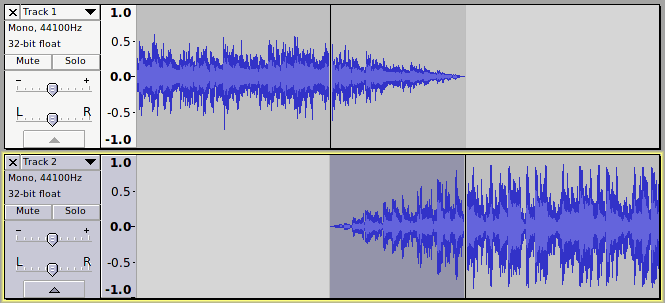 Track 1
Mono, 44100Hz
32-bit float
Mute Solo
- +
L R
1.0
0.5-
0.0-
-0.5-
-1.0
Track 2
Mono, 44100Hz
32-bit float
Mute Solo
- +
L R
1.0
0.5-
0.0-
-0.5-
-1.0